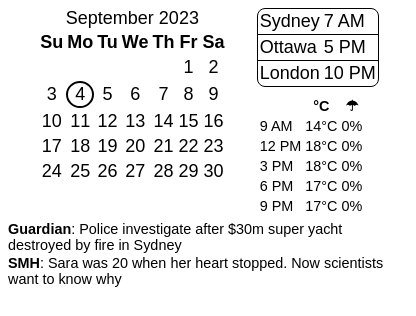 September 2023
Su Mo Tu We Th Fr Sa
1 2
3 4 5 6 7 8 9
10 11 12 13 14 15 16
17 18 19 20 21 22 23
24 25 26 27 28 29 30
Sydney 7 AM
Ottawa 5 PM
London 10 PM
°C ☂
9 AM 14°C 0%
12 PM 18°C 0%
3 PM 18°C 0%
6 PM 17°C 0%
9 PM 17°C 0%
Guardian: Police investigate after $30m super yacht
destroyed by fire in Sydney
SMH: Sara was 20 when her heart stopped. Now scientists
want to know why